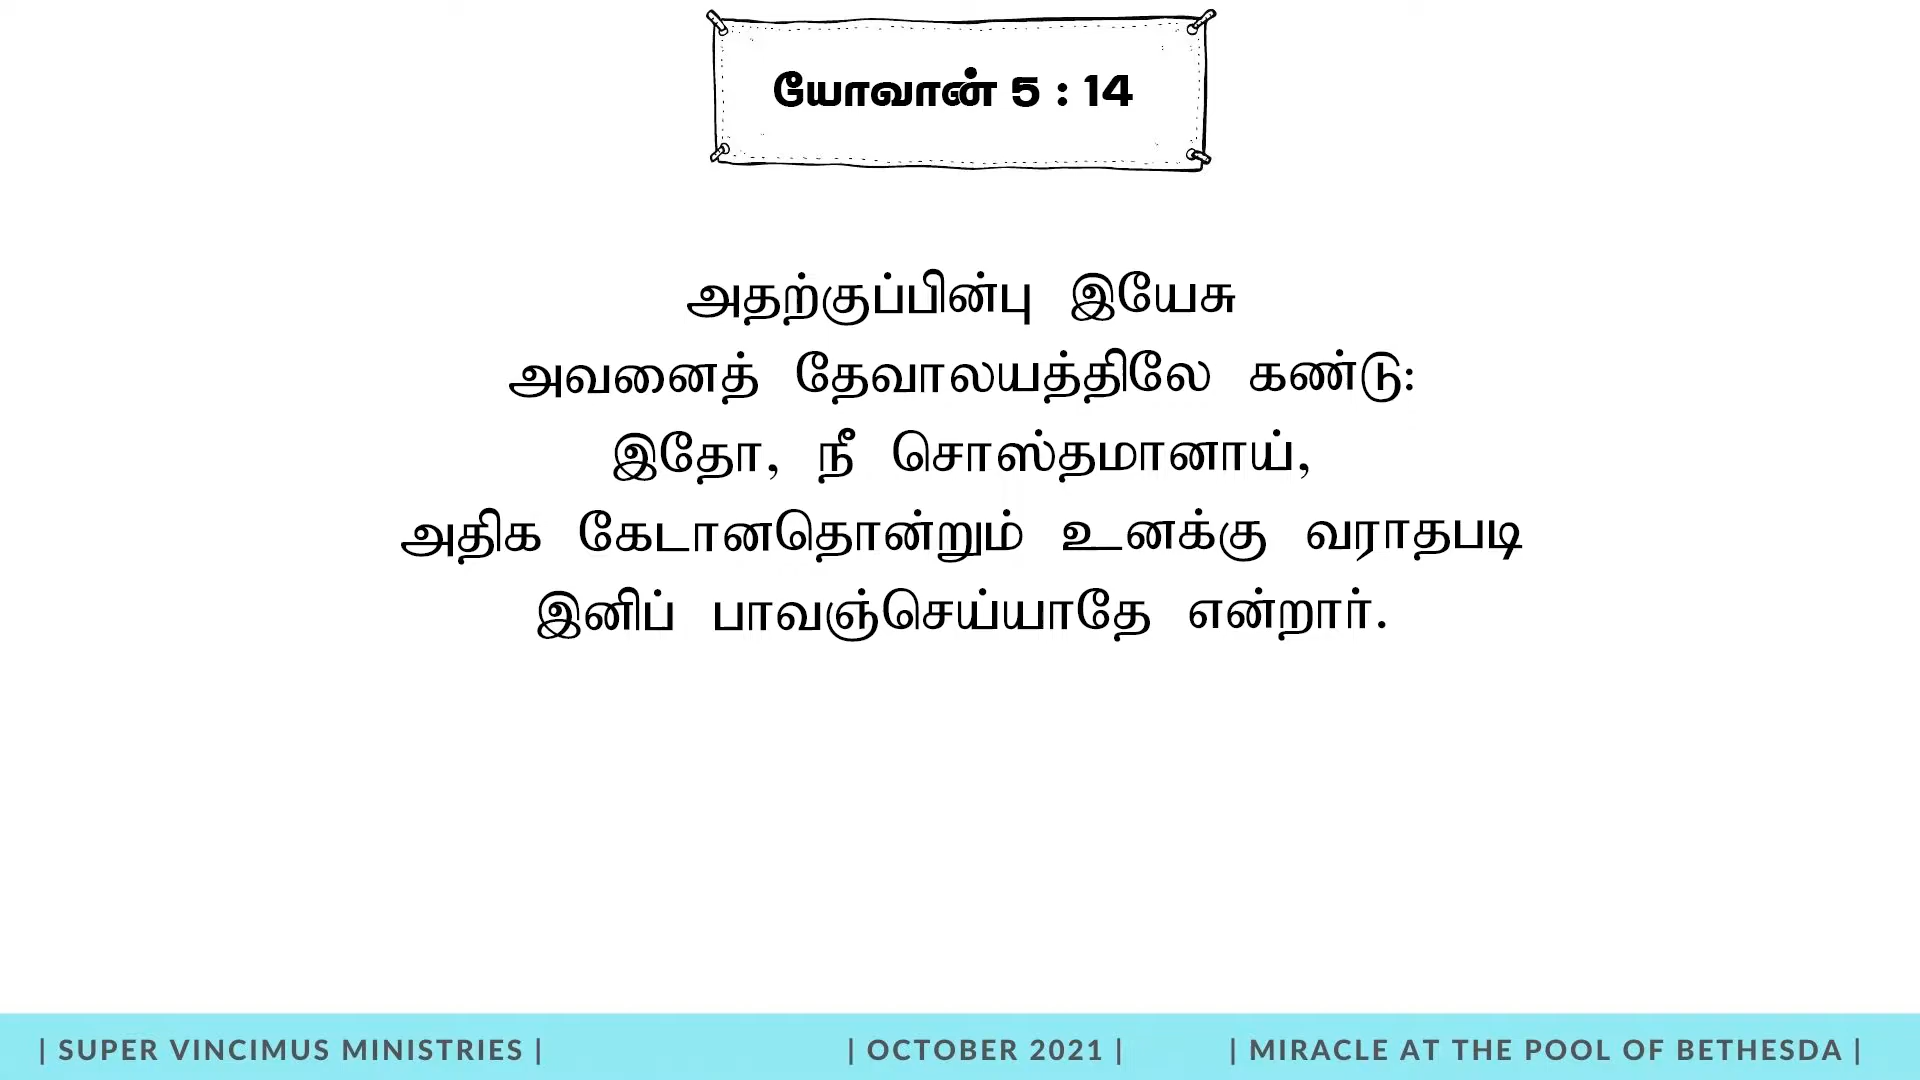 யோவான் 5 : 14
அதற்குப்பின்பு இயேசு
அவனைத் தேவாலயத்திலே கண்டு:
இதோ, நீ சொஸ்தமானாய்,
அதிக கேடானதொன்றும் உனக்கு வராதபடி
இனிப் பாவஞ்செய்யாதே என்றார்.
| SUPER VINCIMUS MINISTRIES | | OCTOBER 2021 | | MIRACLE AT THE POOL OF BETHESDA |